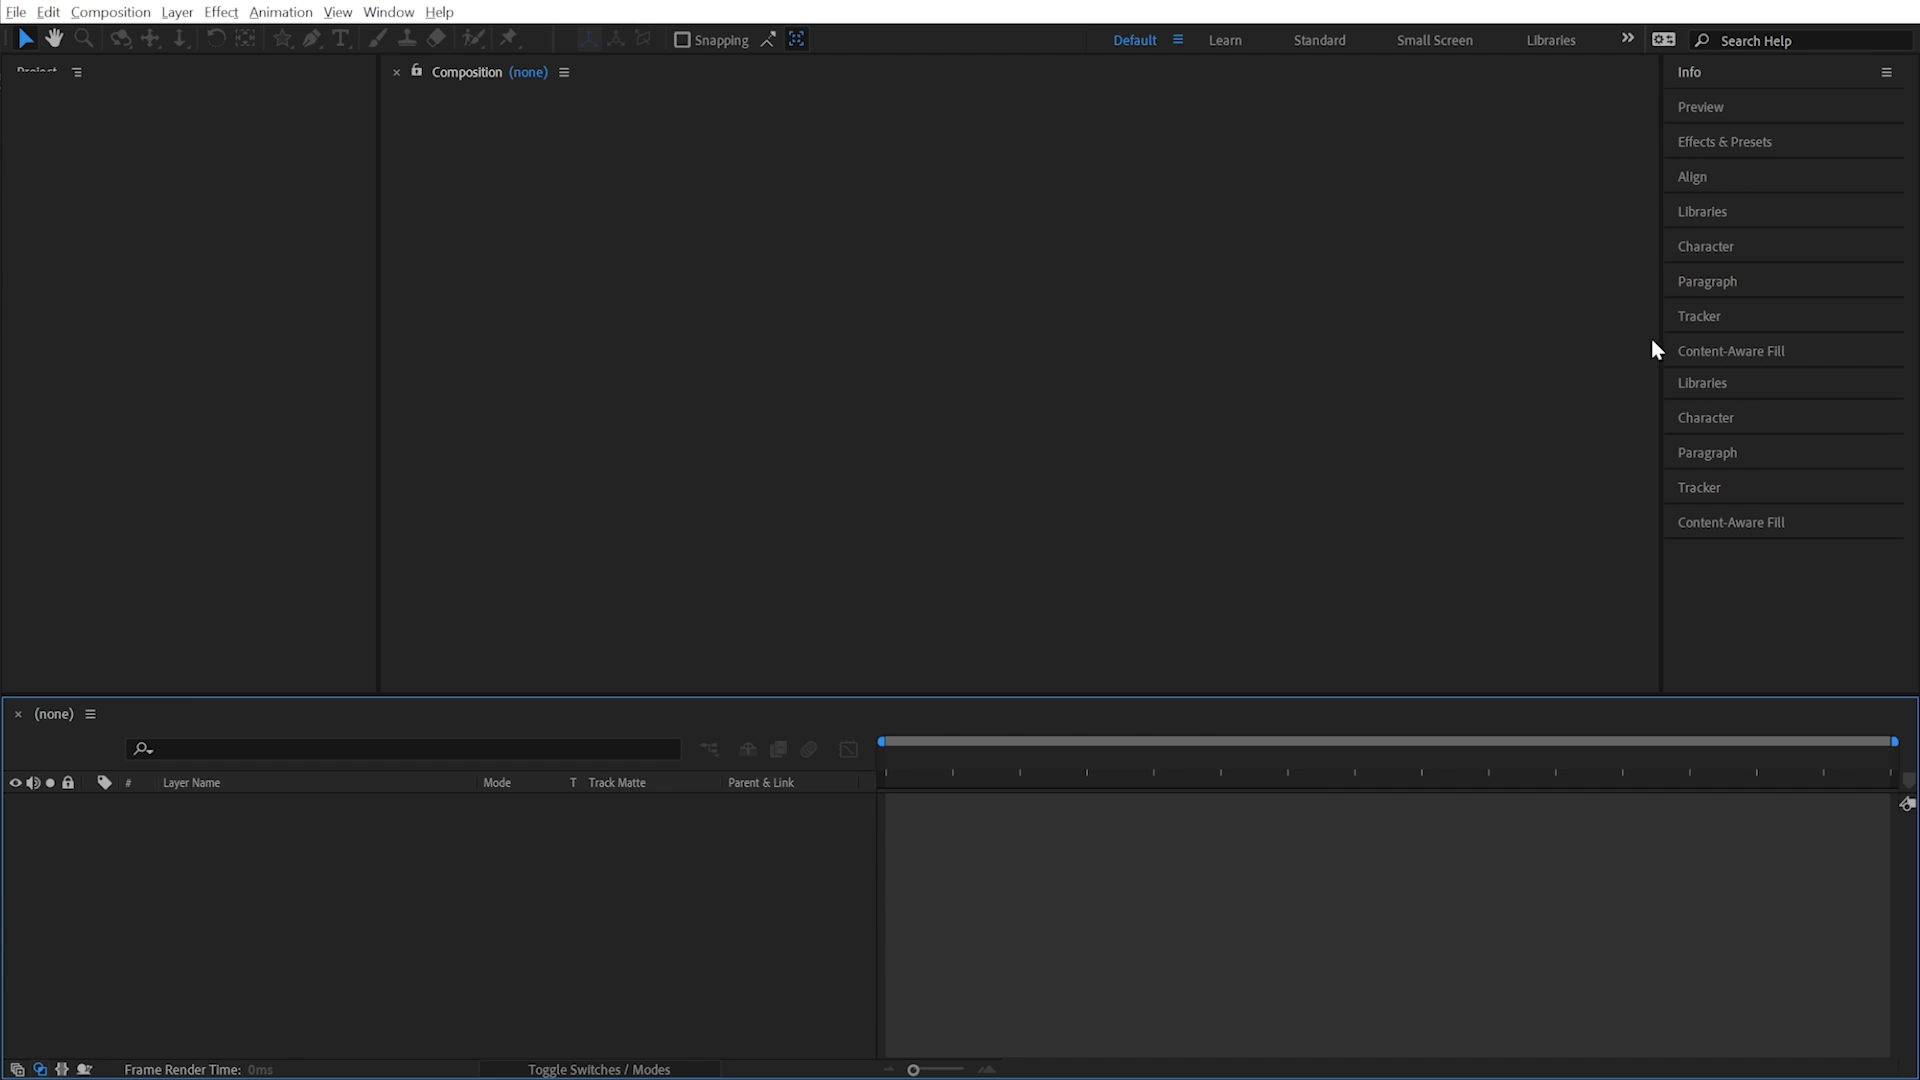 File Edit Composition Layer Effect Animation View Window Help
Snapping Default Learn Standard Small Screen Libraries Search Help
Project
Composition (none)
Info
Preview
Effects & Presets
Align
Libraries
Character
Paragraph
Tracker
Content-Aware Fill
Libraries
Character
Paragraph
Tracker
Content-Aware Fill
(none)
# Layer Name Mode T Track Matte Parent & Link
Frame Render Time: 0ms Toggle Switches / Modes